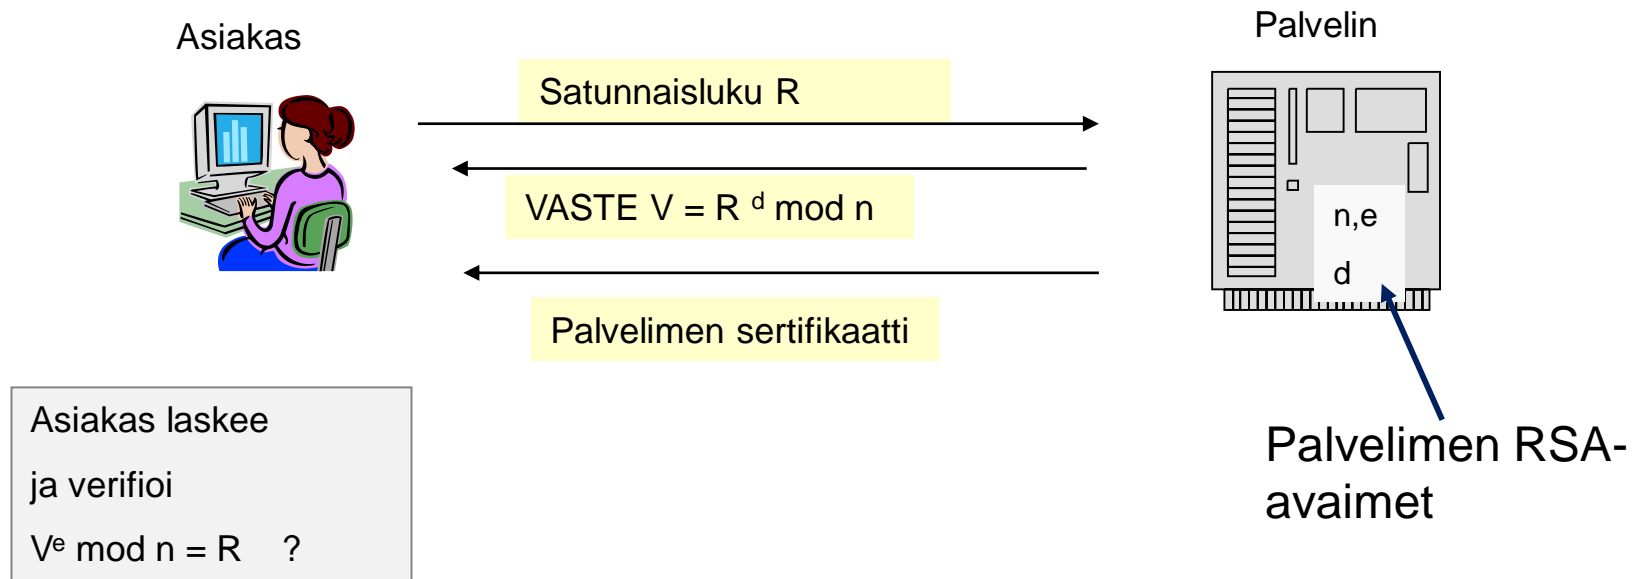 Asiakas
Palvelin
Satunnaisluku R
VASTE V = R ᵈ mod n
n,e
d
Palvelimen sertifikaatti
Asiakas laskee
ja verifioi
Vᵉ mod n = R ?
Palvelimen RSA-
avaimet